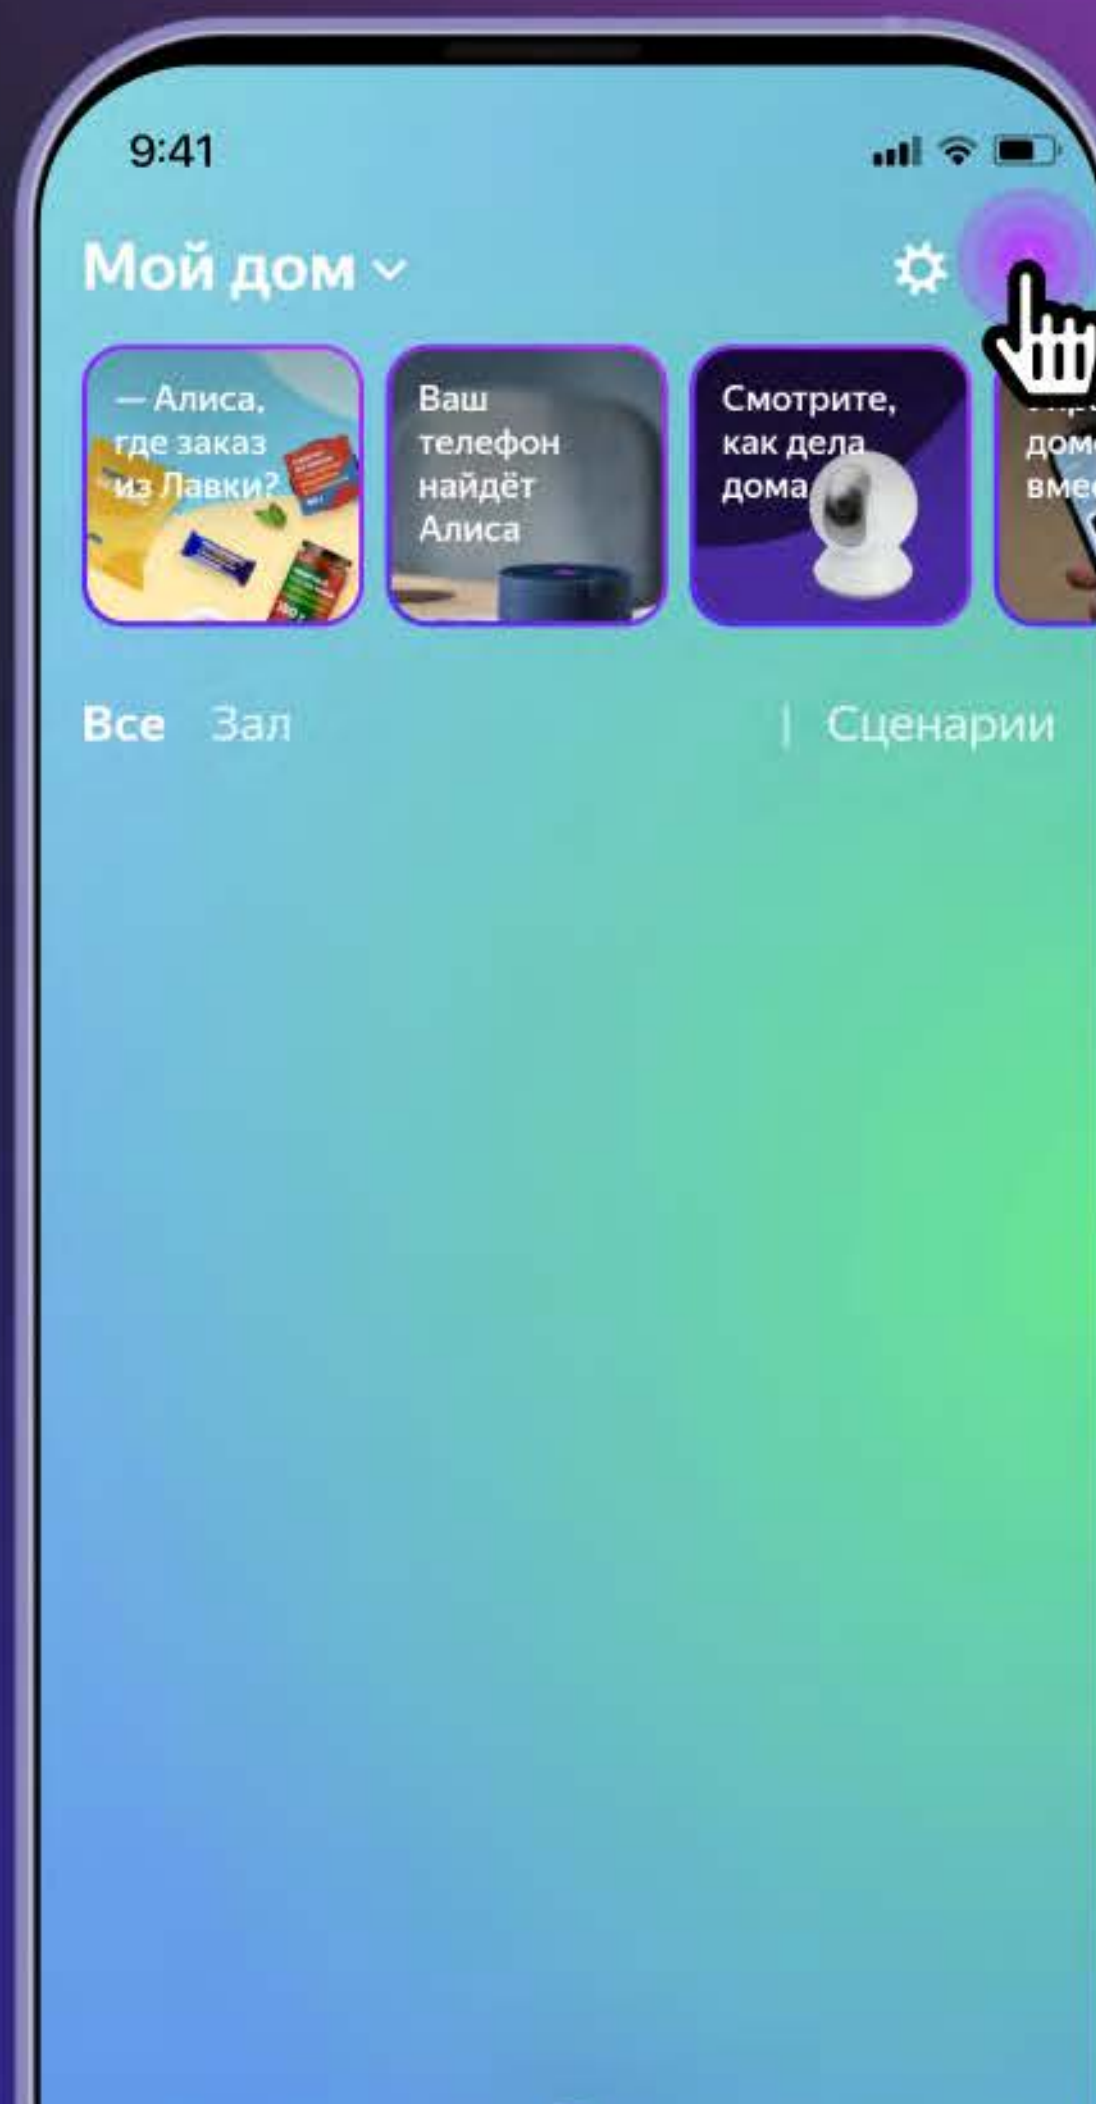 9:41
Мой дом
— Алиса,
где заказ
из Лавки?
Ваш
телефон
найдёт
Алиса
Смотрите,
как дела
дома
Все Зал | Сценарии